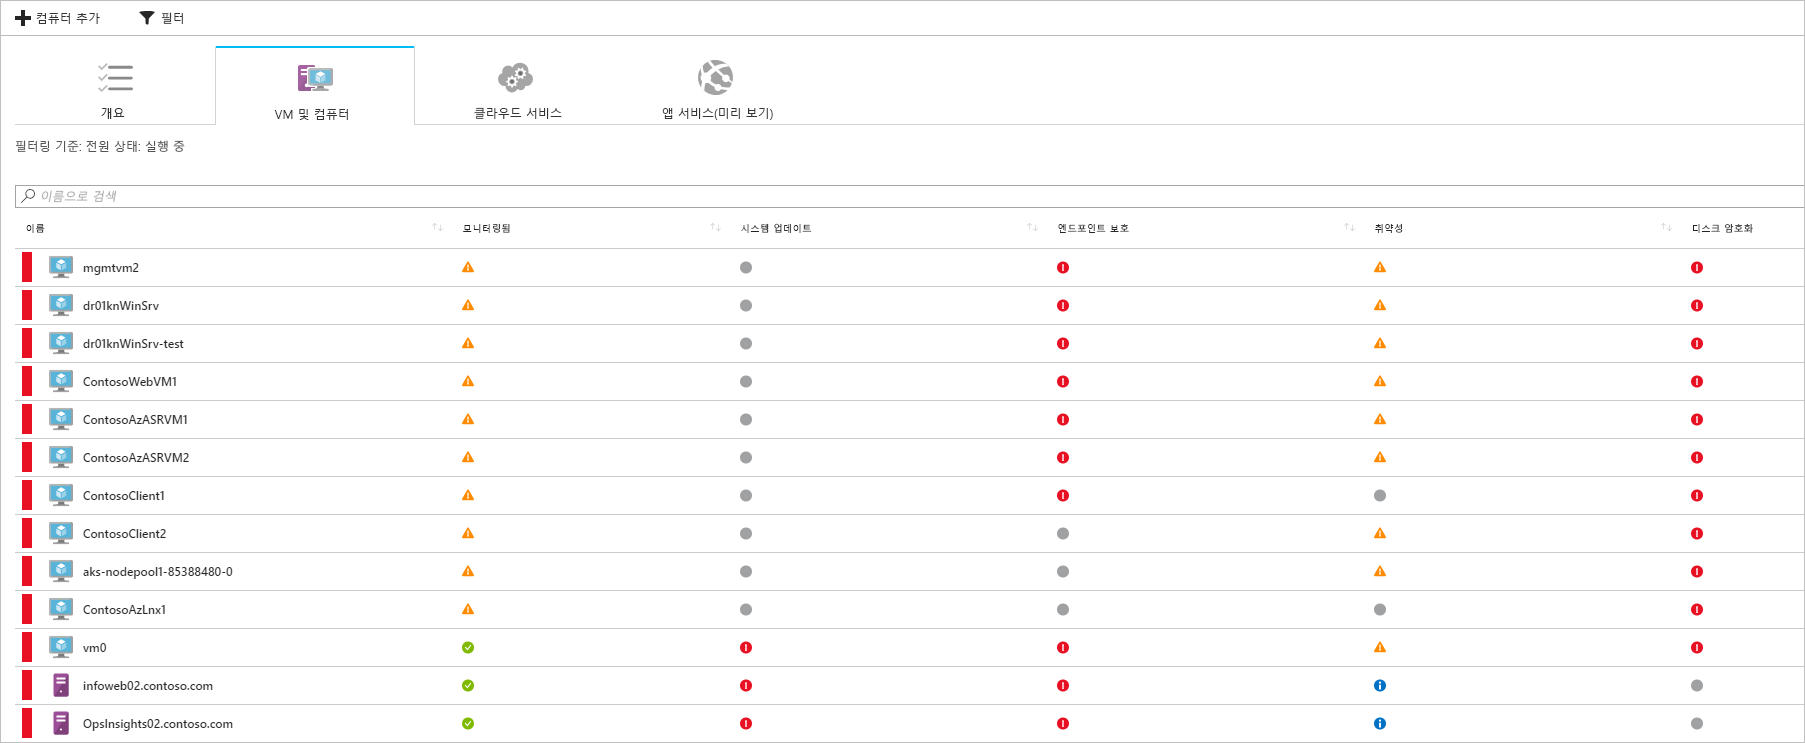 컴퓨터 추가 필터
개요 VM 및 컴퓨터 클라우드 서비스 앱 서비스(미리 보기)
필터링 기준: 전원 상태: 실행 중
이름으로 검색
이름 모니터링됨 시스템 업데이트 엔드포인트 보호 취약성 디스크 암호화
mgmtvm2
dr01knWinSrv
dr01knWinSrv-test
ContosoWebVM1
ContosoAzASRVM1
ContosoAzASRVM2
ContosoClient1
ContosoClient2
aks-nodepool1-85388480-0
ContosoAzLnx1
vm0
infoweb02.contoso.com
OpsInsights02.contoso.com